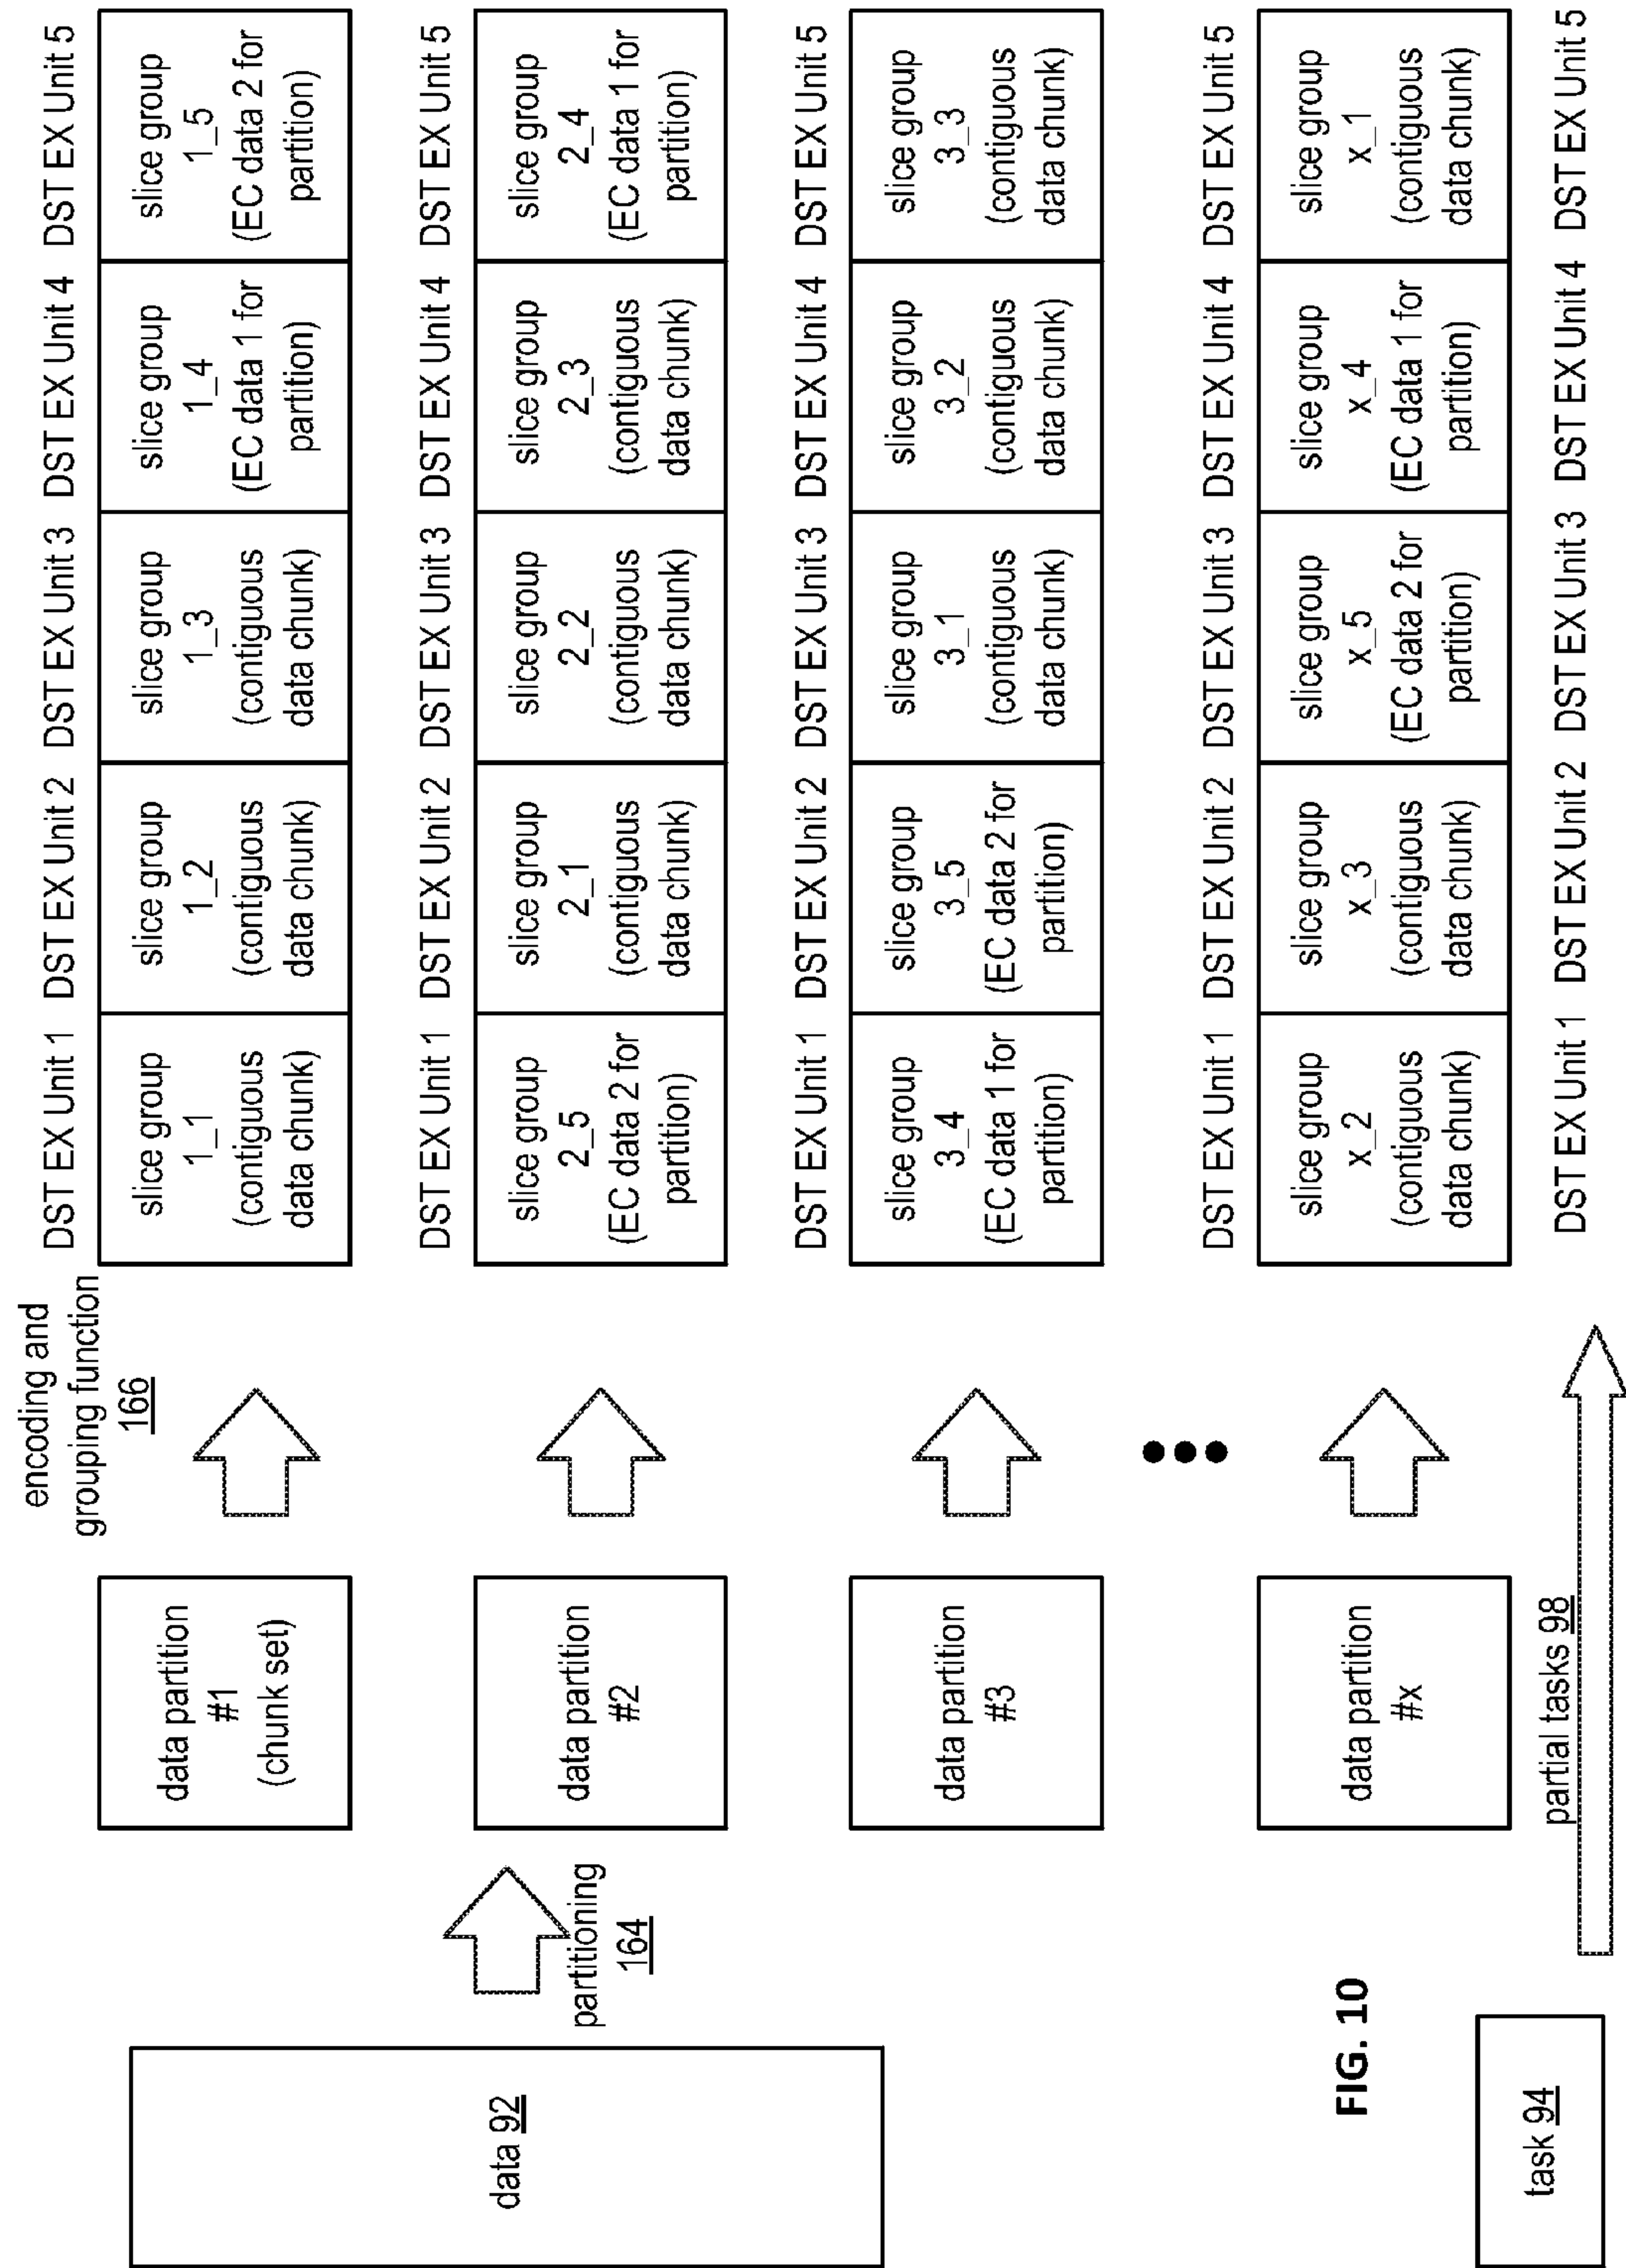 data 92
partitioning
164
data partition
#1
(chunk set)
encoding and
grouping function
166
DST EX Unit 1
DST EX Unit 2
DST EX Unit 3
DST EX Unit 4
DST EX Unit 5
slice group
1_1
(contiguous
data chunk)
slice group
1_2
(contiguous
data chunk)
slice group
1_3
(contiguous
data chunk)
slice group
1_4
(EC data 1 for
partition)
slice group
1_5
(EC data 2 for
partition)
data partition
#2
DST EX Unit 1
DST EX Unit 2
DST EX Unit 3
DST EX Unit 4
DST EX Unit 5
slice group
2_5
(EC data 2 for
partition)
slice group
2_1
(contiguous
data chunk)
slice group
2_2
(contiguous
data chunk)
slice group
2_3
(contiguous
data chunk)
slice group
2_4
(EC data 1 for
partition)
data partition
#3
DST EX Unit 1
DST EX Unit 2
DST EX Unit 3
DST EX Unit 4
DST EX Unit 5
slice group
3_4
(EC data 1 for
partition)
slice group
3_5
(EC data 2 for
partition)
slice group
3_1
(contiguous
data chunk)
slice group
3_2
(contiguous
data chunk)
slice group
3_3
(contiguous
data chunk)
data partition
#x
DST EX Unit 1
DST EX Unit 2
DST EX Unit 3
DST EX Unit 4
DST EX Unit 5
slice group
x_2
(contiguous
data chunk)
slice group
x_3
(contiguous
data chunk)
slice group
x_5
(EC data 2 for
partition)
slice group
x_4
(EC data 1 for
partition)
slice group
x_1
(contiguous
data chunk)
FIG. 10
task 94
partial tasks 98
DST EX Unit 1
DST EX Unit 2
DST EX Unit 3
DST EX Unit 4
DST EX Unit 5